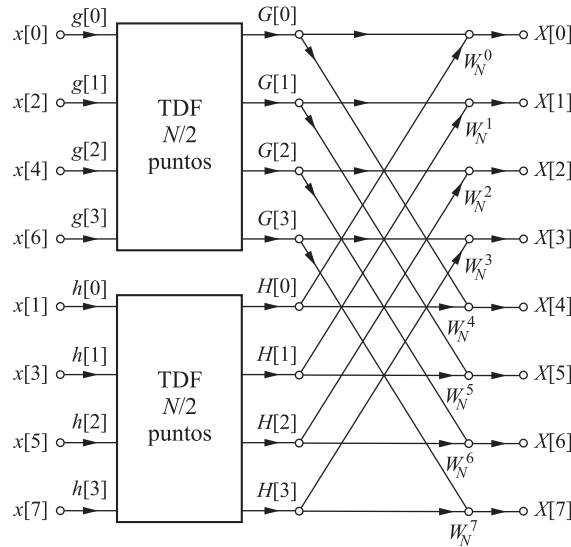 x[0] g[0] G[0] W_N^0 X[0]
x[2] g[1] G[1] W_N^1 X[1]
TDF
N/2
puntos
x[4] g[2] G[2] W_N^2 X[2]
x[6] g[3] G[3] W_N^3 X[3]
x[1] h[0] H[0] W_N^4 X[4]
x[3] h[1] H[1] W_N^5 X[5]
TDF
N/2
puntos
x[5] h[2] H[2] W_N^6 X[6]
x[7] h[3] H[3] W_N^7 X[7]